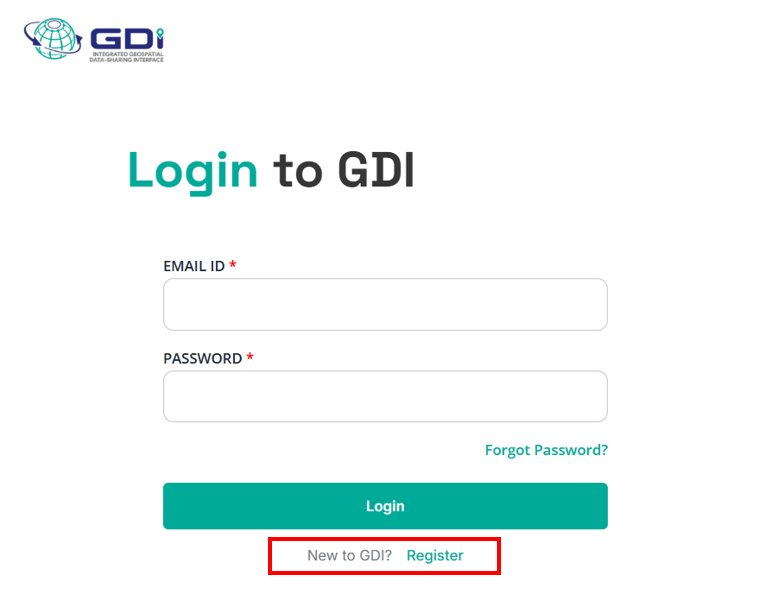 GDi
INTEGRATED GEOSPATIAL
DATA-SHARING INTERFACE
Login to GDI
EMAIL ID *
PASSWORD *
Forgot Password?
Login
New to GDI? Register